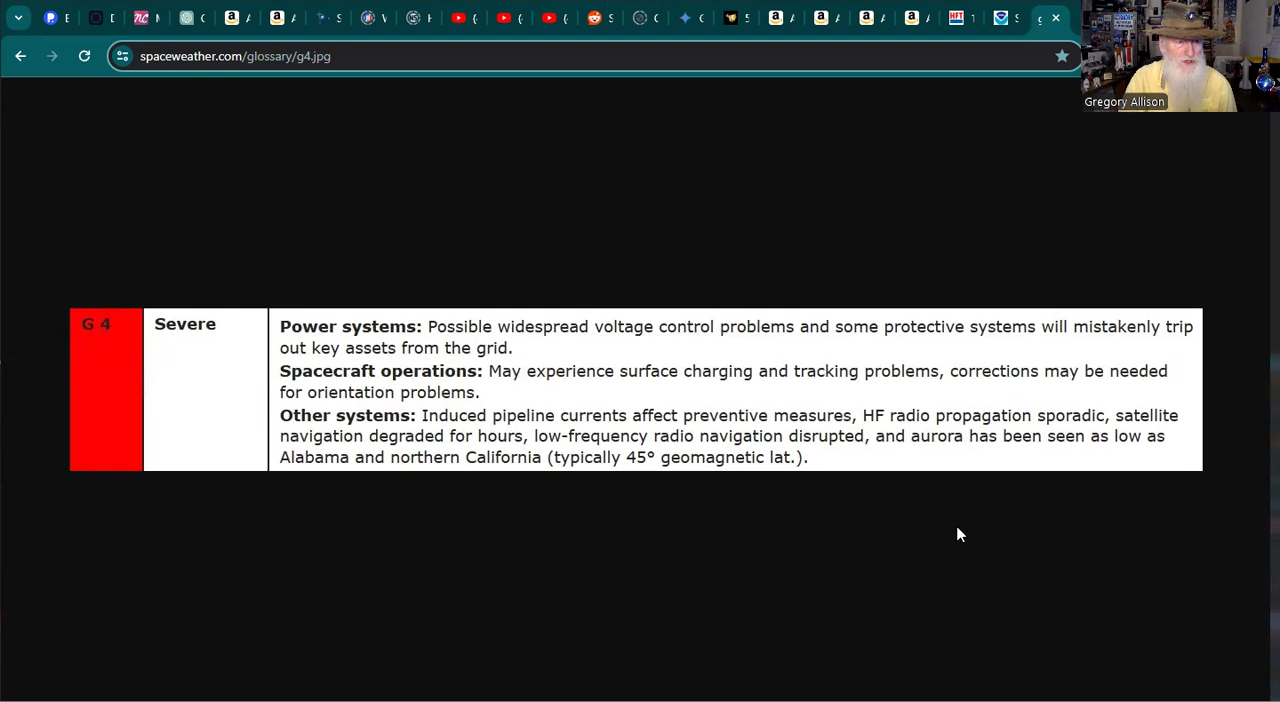 spaceweather.com/glossary/g4.jpg
Gregory Allison
G 4
Severe
Power systems: Possible widespread voltage control problems and some protective systems will mistakenly trip
out key assets from the grid.
Spacecraft operations: May experience surface charging and tracking problems, corrections may be needed
for orientation problems.
Other systems: Induced pipeline currents affect preventive measures, HF radio propagation sporadic, satellite
navigation degraded for hours, low-frequency radio navigation disrupted, and aurora has been seen as low as
Alabama and northern California (typically 45° geomagnetic lat.).